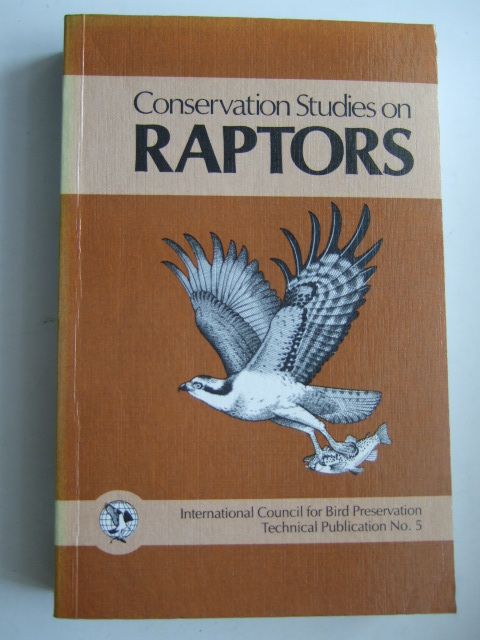 Conservation Studies on
RAPTORS
International Council for Bird Preservation
Technical Publication No. 5